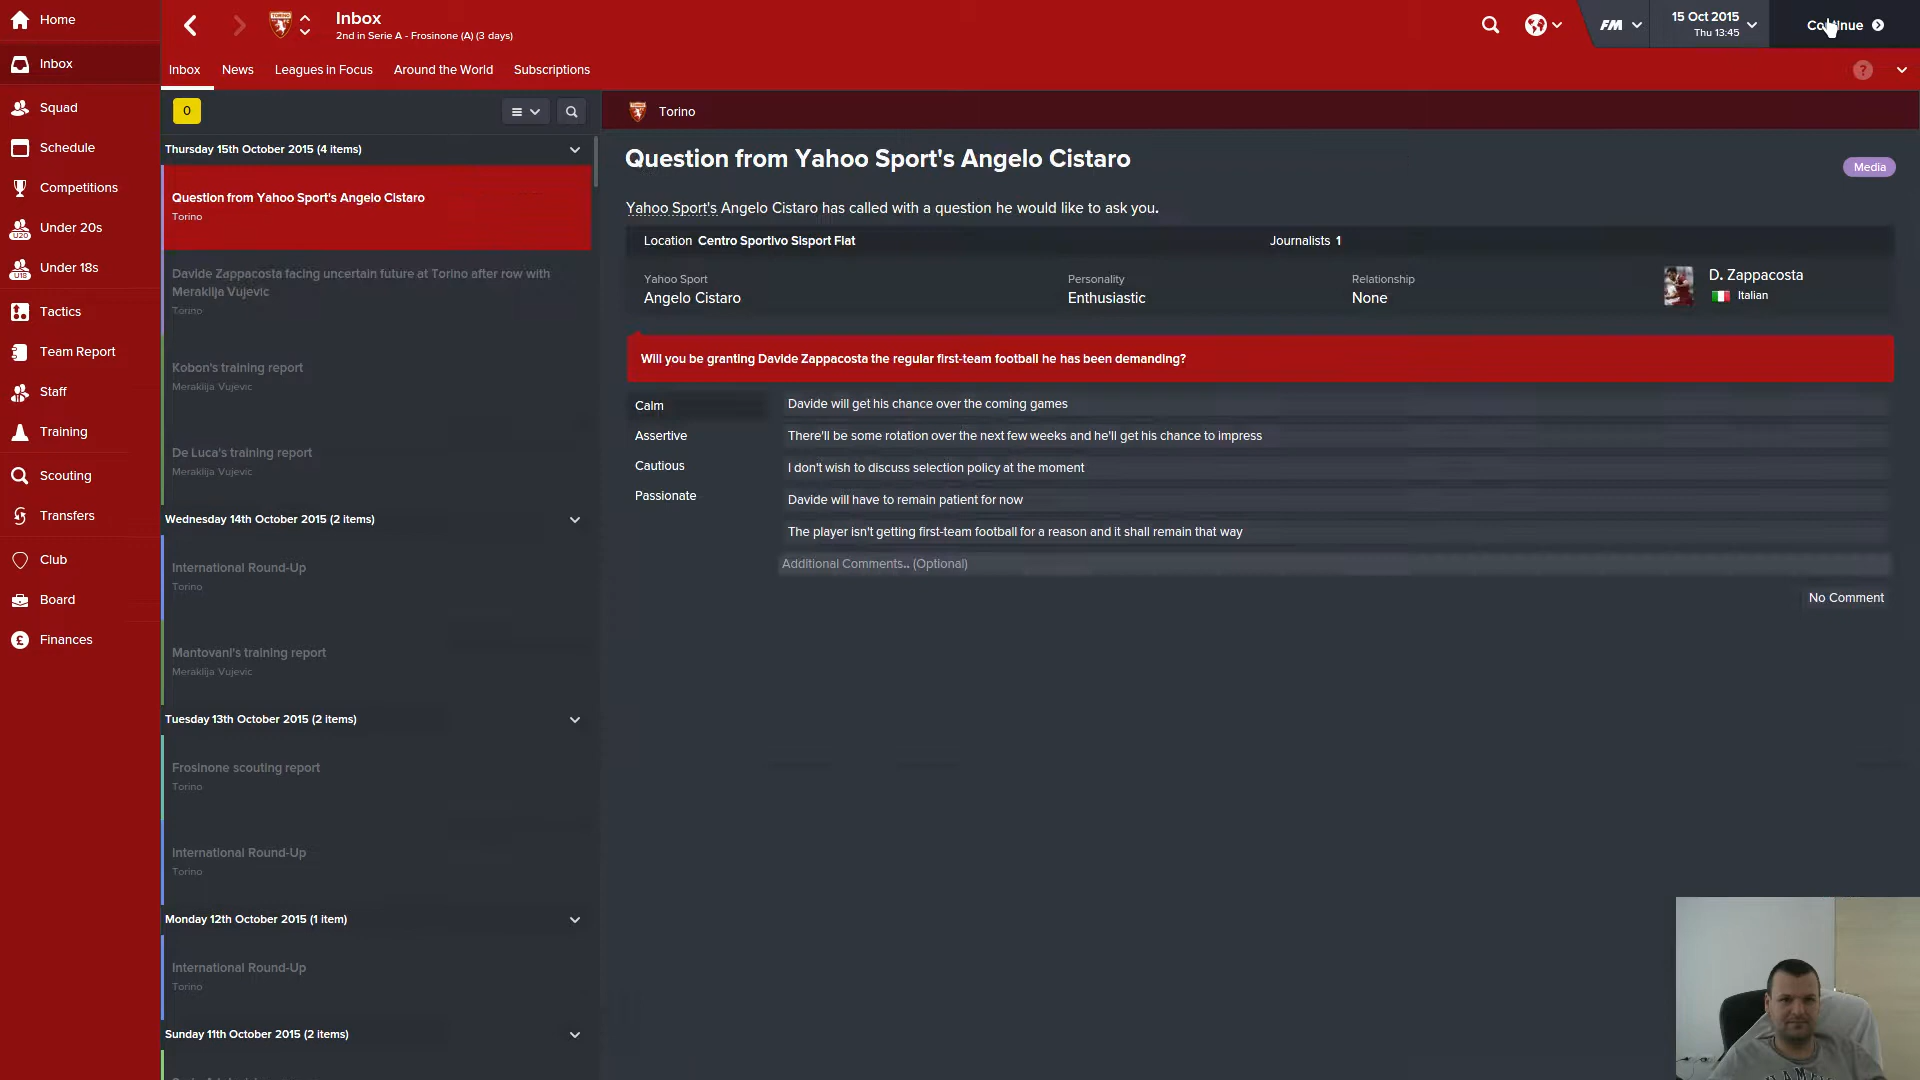 Home
Inbox
Squad
Schedule
Competitions
Under 20s
Under 18s
Tactics
Team Report
Staff
Training
Scouting
Transfers
Club
Board
Finances
Inbox
2nd in Serie A - Frosinone (A) (3 days)
FM
15 Oct 2015
Thu 13:45
Continue
Inbox News Leagues in Focus Around the World Subscriptions
?
0
Thursday 15th October 2015 (4 items)
Question from Yahoo Sport's Angelo Cistaro
Torino
Davide Zappacosta facing uncertain future at Torino after row with
Meraklija Vujevic
Torino
Kobon's training report
Meraklija Vujevic
De Luca's training report
Meraklija Vujevic
Wednesday 14th October 2015 (2 items)
International Round-Up
Torino
Mantovani's training report
Meraklija Vujevic
Tuesday 13th October 2015 (2 items)
Frosinone scouting report
Torino
International Round-Up
Torino
Monday 12th October 2015 (1 item)
International Round-Up
Torino
Sunday 11th October 2015 (2 items)
Torino
Question from Yahoo Sport's Angelo Cistaro
Media
Yahoo Sport's Angelo Cistaro has called with a question he would like to ask you.
Location Centro Sportivo Sisport Fiat Journalists 1
Yahoo Sport Personality Relationship
Angelo Cistaro Enthusiastic None
D. Zappacosta
Italian
Will you be granting Davide Zappacosta the regular first-team football he has been demanding?
Calm
Assertive
Cautious
Passionate
Davide will get his chance over the coming games
There'll be some rotation over the next few weeks and he'll get his chance to impress
I don't wish to discuss selection policy at the moment
Davide will have to remain patient for now
The player isn't getting first-team football for a reason and it shall remain that way
Additional Comments.. (Optional)
No Comment